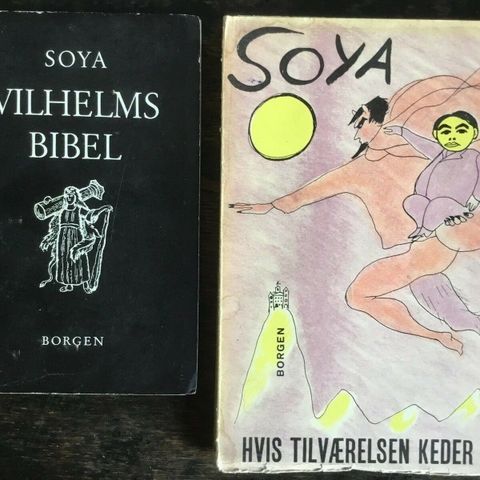 SOYA
VILHELMS
BIBEL
BORGEN
SOYA
BORGEN
HVIS TILVÆRELSEN KEDER